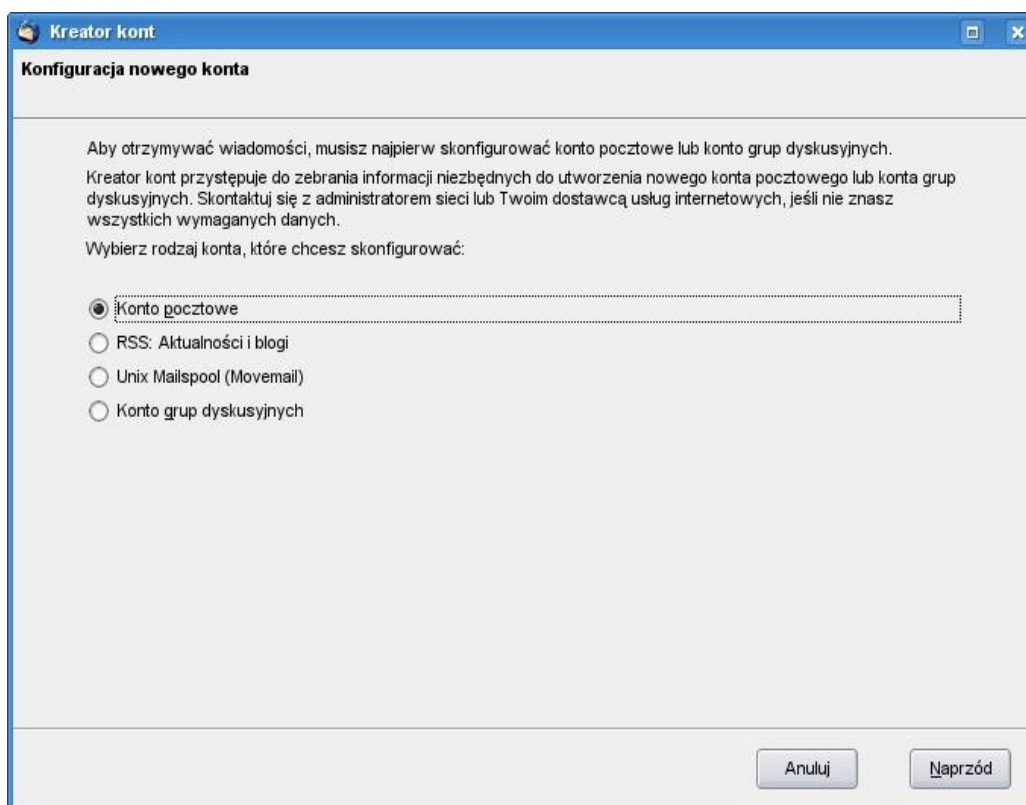 Kreator kont
Konfiguracja nowego konta
Aby otrzymywać wiadomości, musisz najpierw skonfigurować konto pocztowe lub konto grup dyskusyjnych.
Kreator kont przystępuje do zebrania informacji niezbędnych do utworzenia nowego konta pocztowego lub konta grup
dyskusyjnych. Skontaktuj się z administratorem sieci lub Twoim dostawcą usług internetowych, jeśli nie znasz
wszystkich wymaganych danych.
Wybierz rodzaj konta, które chcesz skonfigurować:
Konto pocztowe
RSS: Aktualności i blogi
Unix Mailspool (Movemail)
Konto grup dyskusyjnych
Anuluj Naprzód